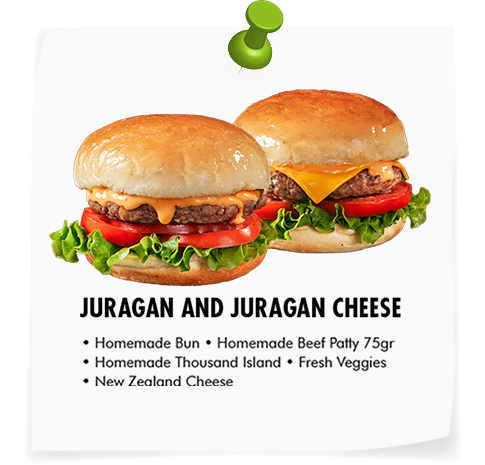 JURAGAN AND JURAGAN CHEESE
• Homemade Bun • Homemade Beef Patty 75gr
• Homemade Thousand Island • Fresh Veggies
• New Zealand Cheese